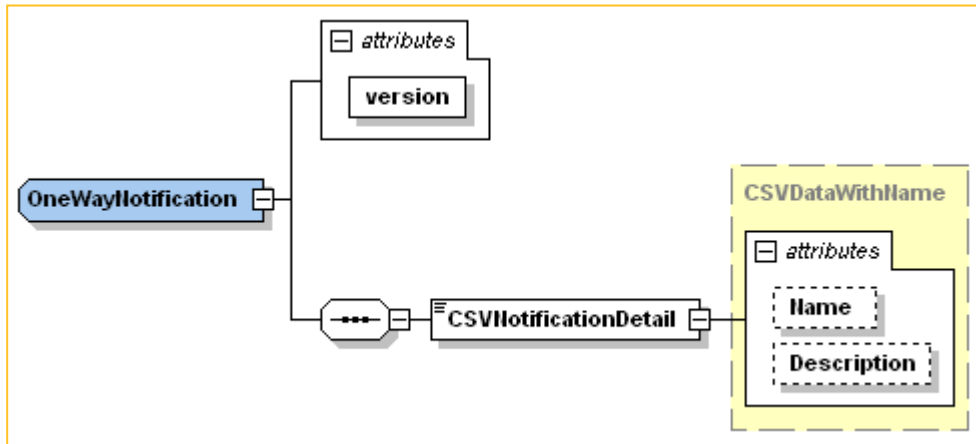 attributes
version
OneWayNotification
CSVDataWithName
attributes
CSVNotificationDetail
Name
Description